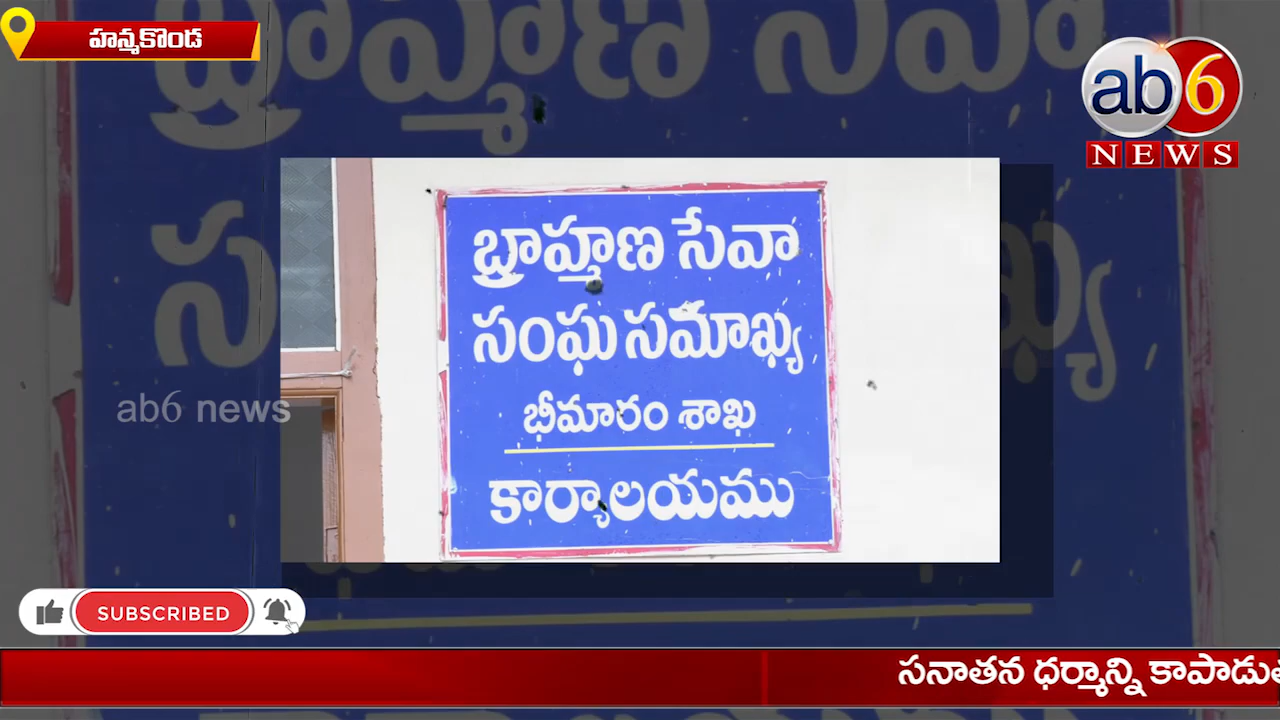 హన్మకొండ
ab6
NEWS
బ్రాహ్మణ సేవా
సంఘ సమాఖ్య
భీమారం శాఖ
కార్యాలయము
ab6 news
SUBSCRIBED
సనాతన ధర్మాన్ని